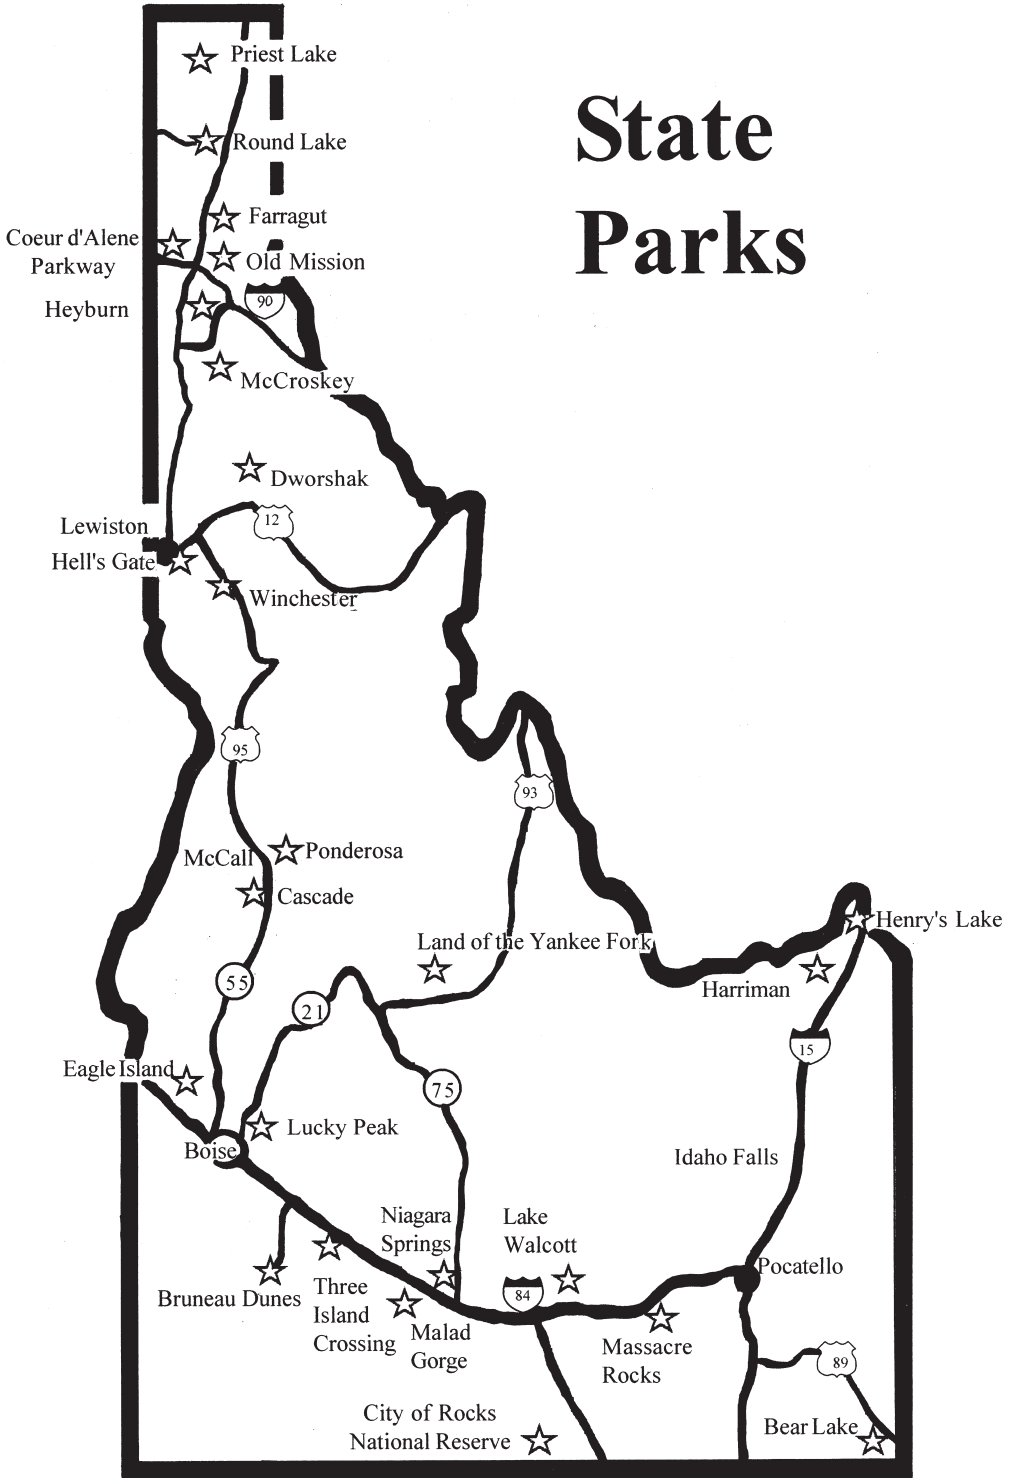 State
Parks
Priest Lake
Round Lake
Farragut
Coeur d'Alene
Parkway
Old Mission
90
Heyburn
McCroskey
Dworshak
Lewiston
12
Hell's Gate
Winchester
95
93
McCall
Ponderosa
Cascade
Henry's Lake
Land of the Yankee Fork
Harriman
55
21
15
Eagle Island
75
Lucky Peak
Boise
Idaho Falls
Niagara
Springs
Lake
Walcott
Pocatello
Bruneau Dunes
Three
Island
Crossing
84
Malad
Gorge
Massacre
Rocks
89
City of Rocks
National Reserve
Bear Lake